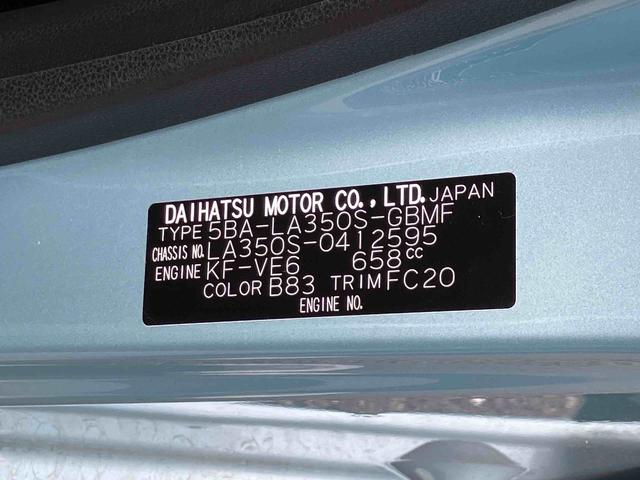 DAIHATSU MOTOR CO., LTD. JAPAN
TYPE 5BA-LA350S-GBMF
CHASSIS NO. LA350S-0412595
ENGINE KF-VE6 658cc
COLOR B83 TRIM FC20
ENGINE NO.